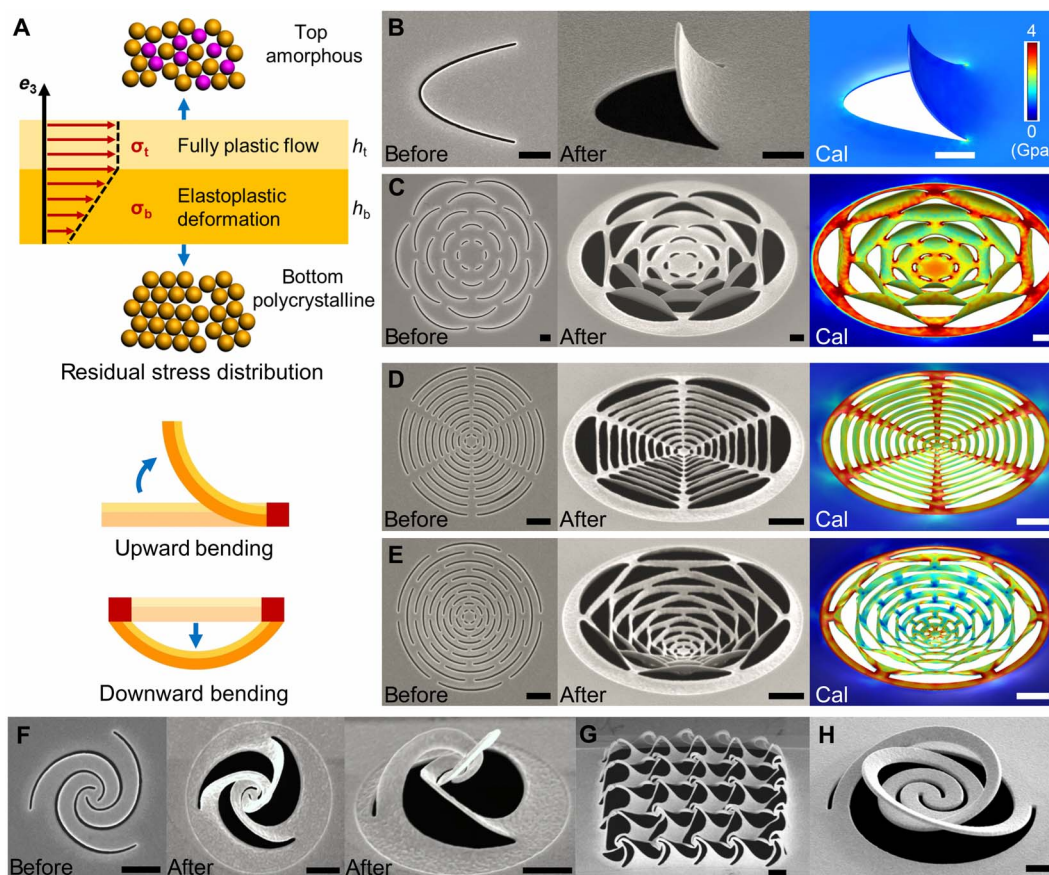 A
Top
amorphous
e3
σt
Fully plastic flow
ht
σb
Elastoplastic
deformation
hb
Bottom
polycrystalline
Residual stress distribution
Upward bending
Downward bending
B
Before
After
Cal
4
0
(Gpa)
C
Before
After
Cal
D
Before
After
Cal
E
Before
After
Cal
F
Before
After
After
G
H